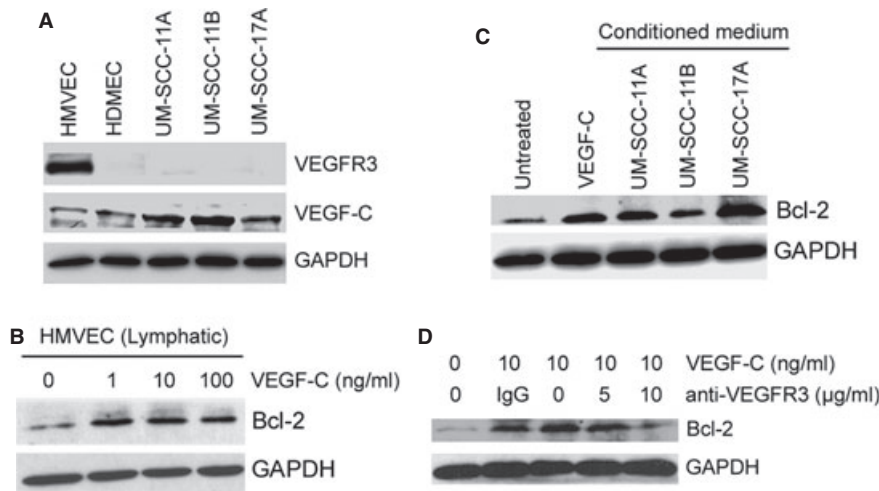 A
HMVEC
HDMEC
UM-SCC-11A
UM-SCC-11B
UM-SCC-17A
VEGFR3
VEGF-C
GAPDH
B
HMVEC (Lymphatic)
0 1 10 100 VEGF-C (ng/ml)
Bcl-2
GAPDH
C
Conditioned medium
Untreated
VEGF-C
UM-SCC-11A
UM-SCC-11B
UM-SCC-17A
Bcl-2
GAPDH
D
0 10 10 10 10 VEGF-C (ng/ml)
0 IgG 0 5 10 anti-VEGFR3 (µg/ml)
Bcl-2
GAPDH